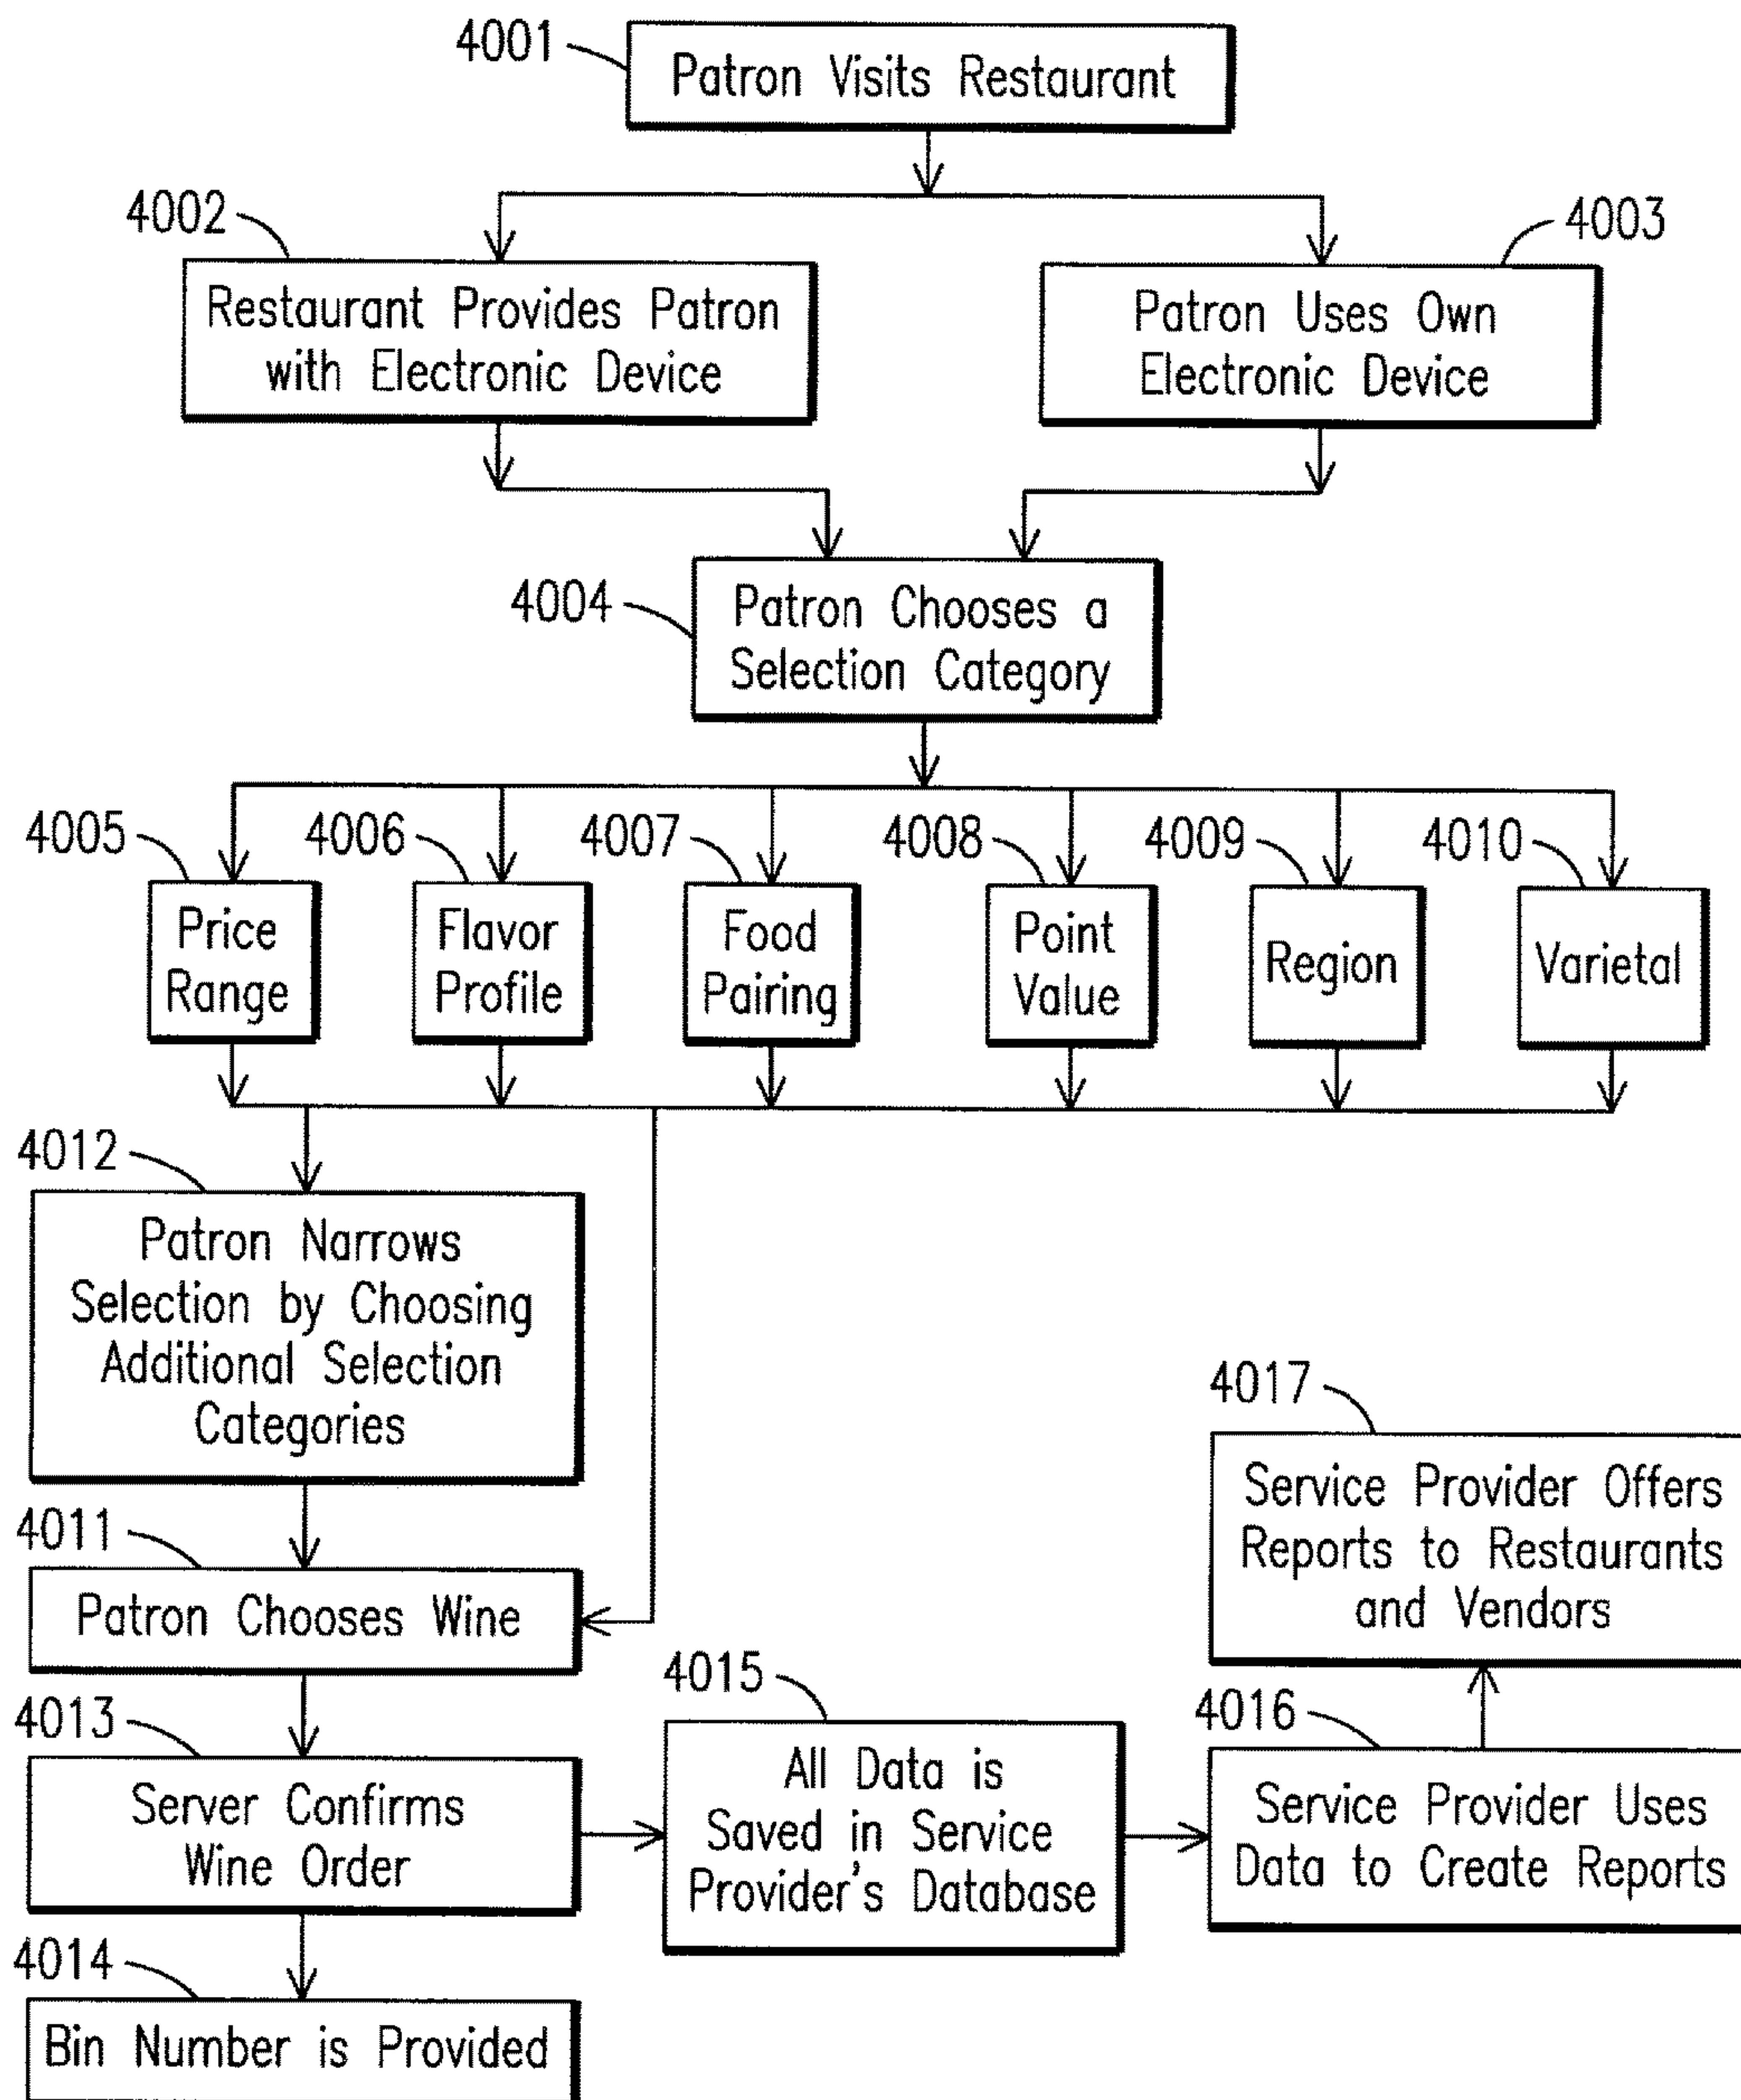 4001
Patron Visits Restaurant
4002
Restaurant Provides Patron
with Electronic Device
4003
Patron Uses Own
Electronic Device
4004
Patron Chooses a
Selection Category
4005
Price
Range
4006
Flavor
Profile
4007
Food
Pairing
4008
Point
Value
4009
Region
4010
Varietal
4012
Patron Narrows
Selection by Choosing
Additional Selection
Categories
4011
Patron Chooses Wine
4013
Server Confirms
Wine Order
4014
Bin Number is Provided
4015
All Data is
Saved in Service
Provider's Database
4016
Service Provider Uses
Data to Create Reports
4017
Service Provider Offers
Reports to Restaurants
and Vendors